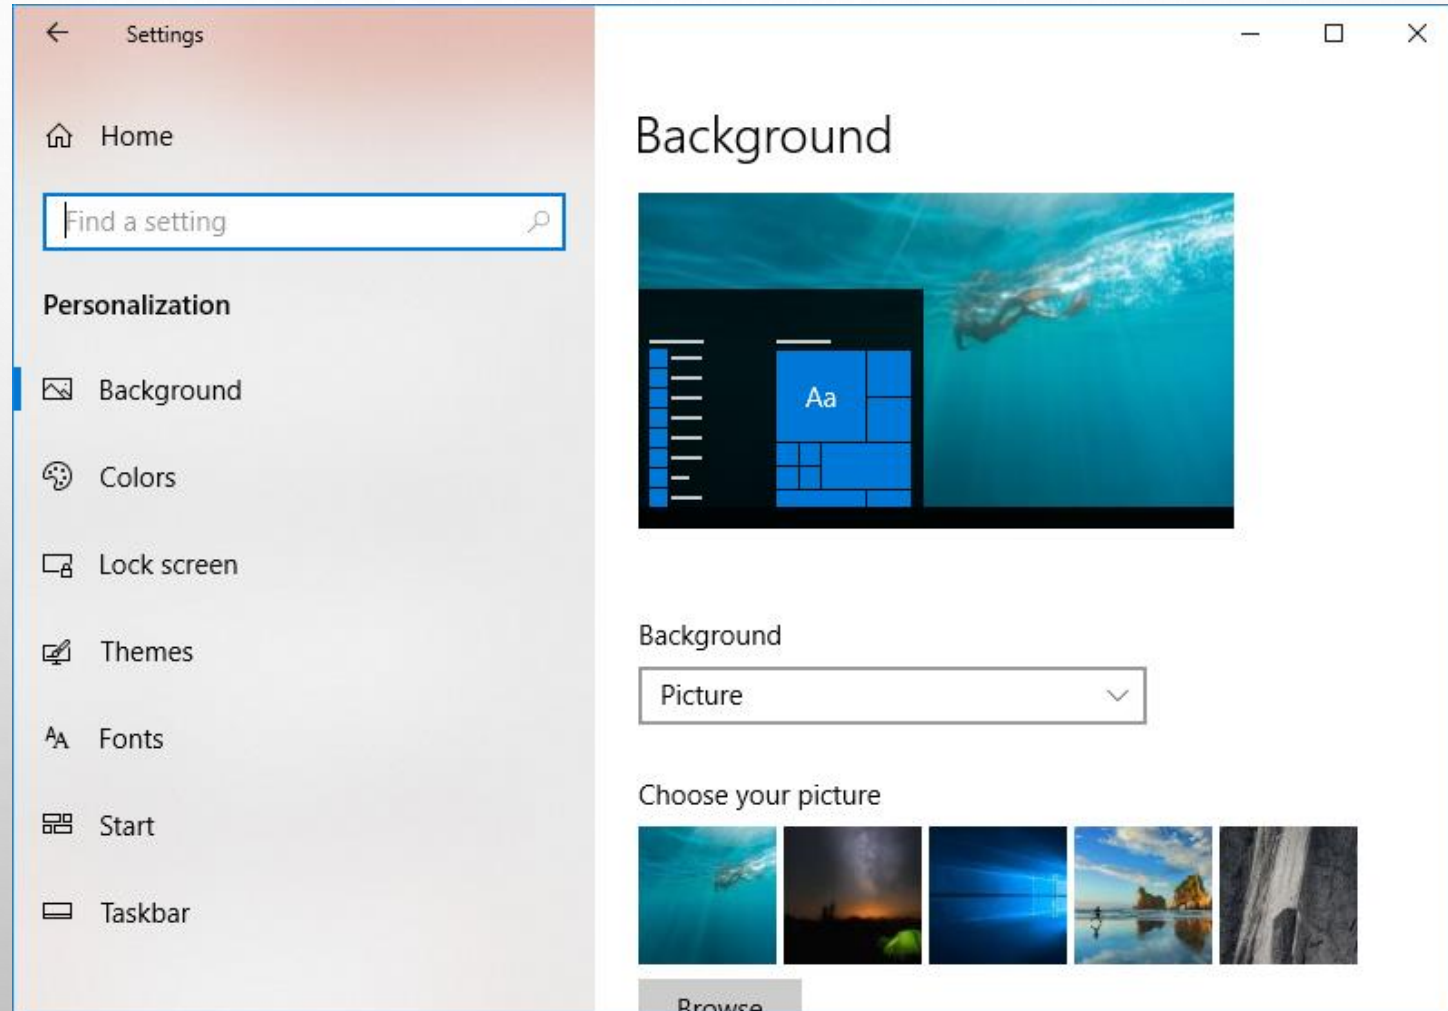 Settings
Home
Find a setting
Personalization
Background
Colors
Lock screen
Themes
Fonts
Start
Taskbar
Background
Aa
Background
Picture
Choose your picture
Browse